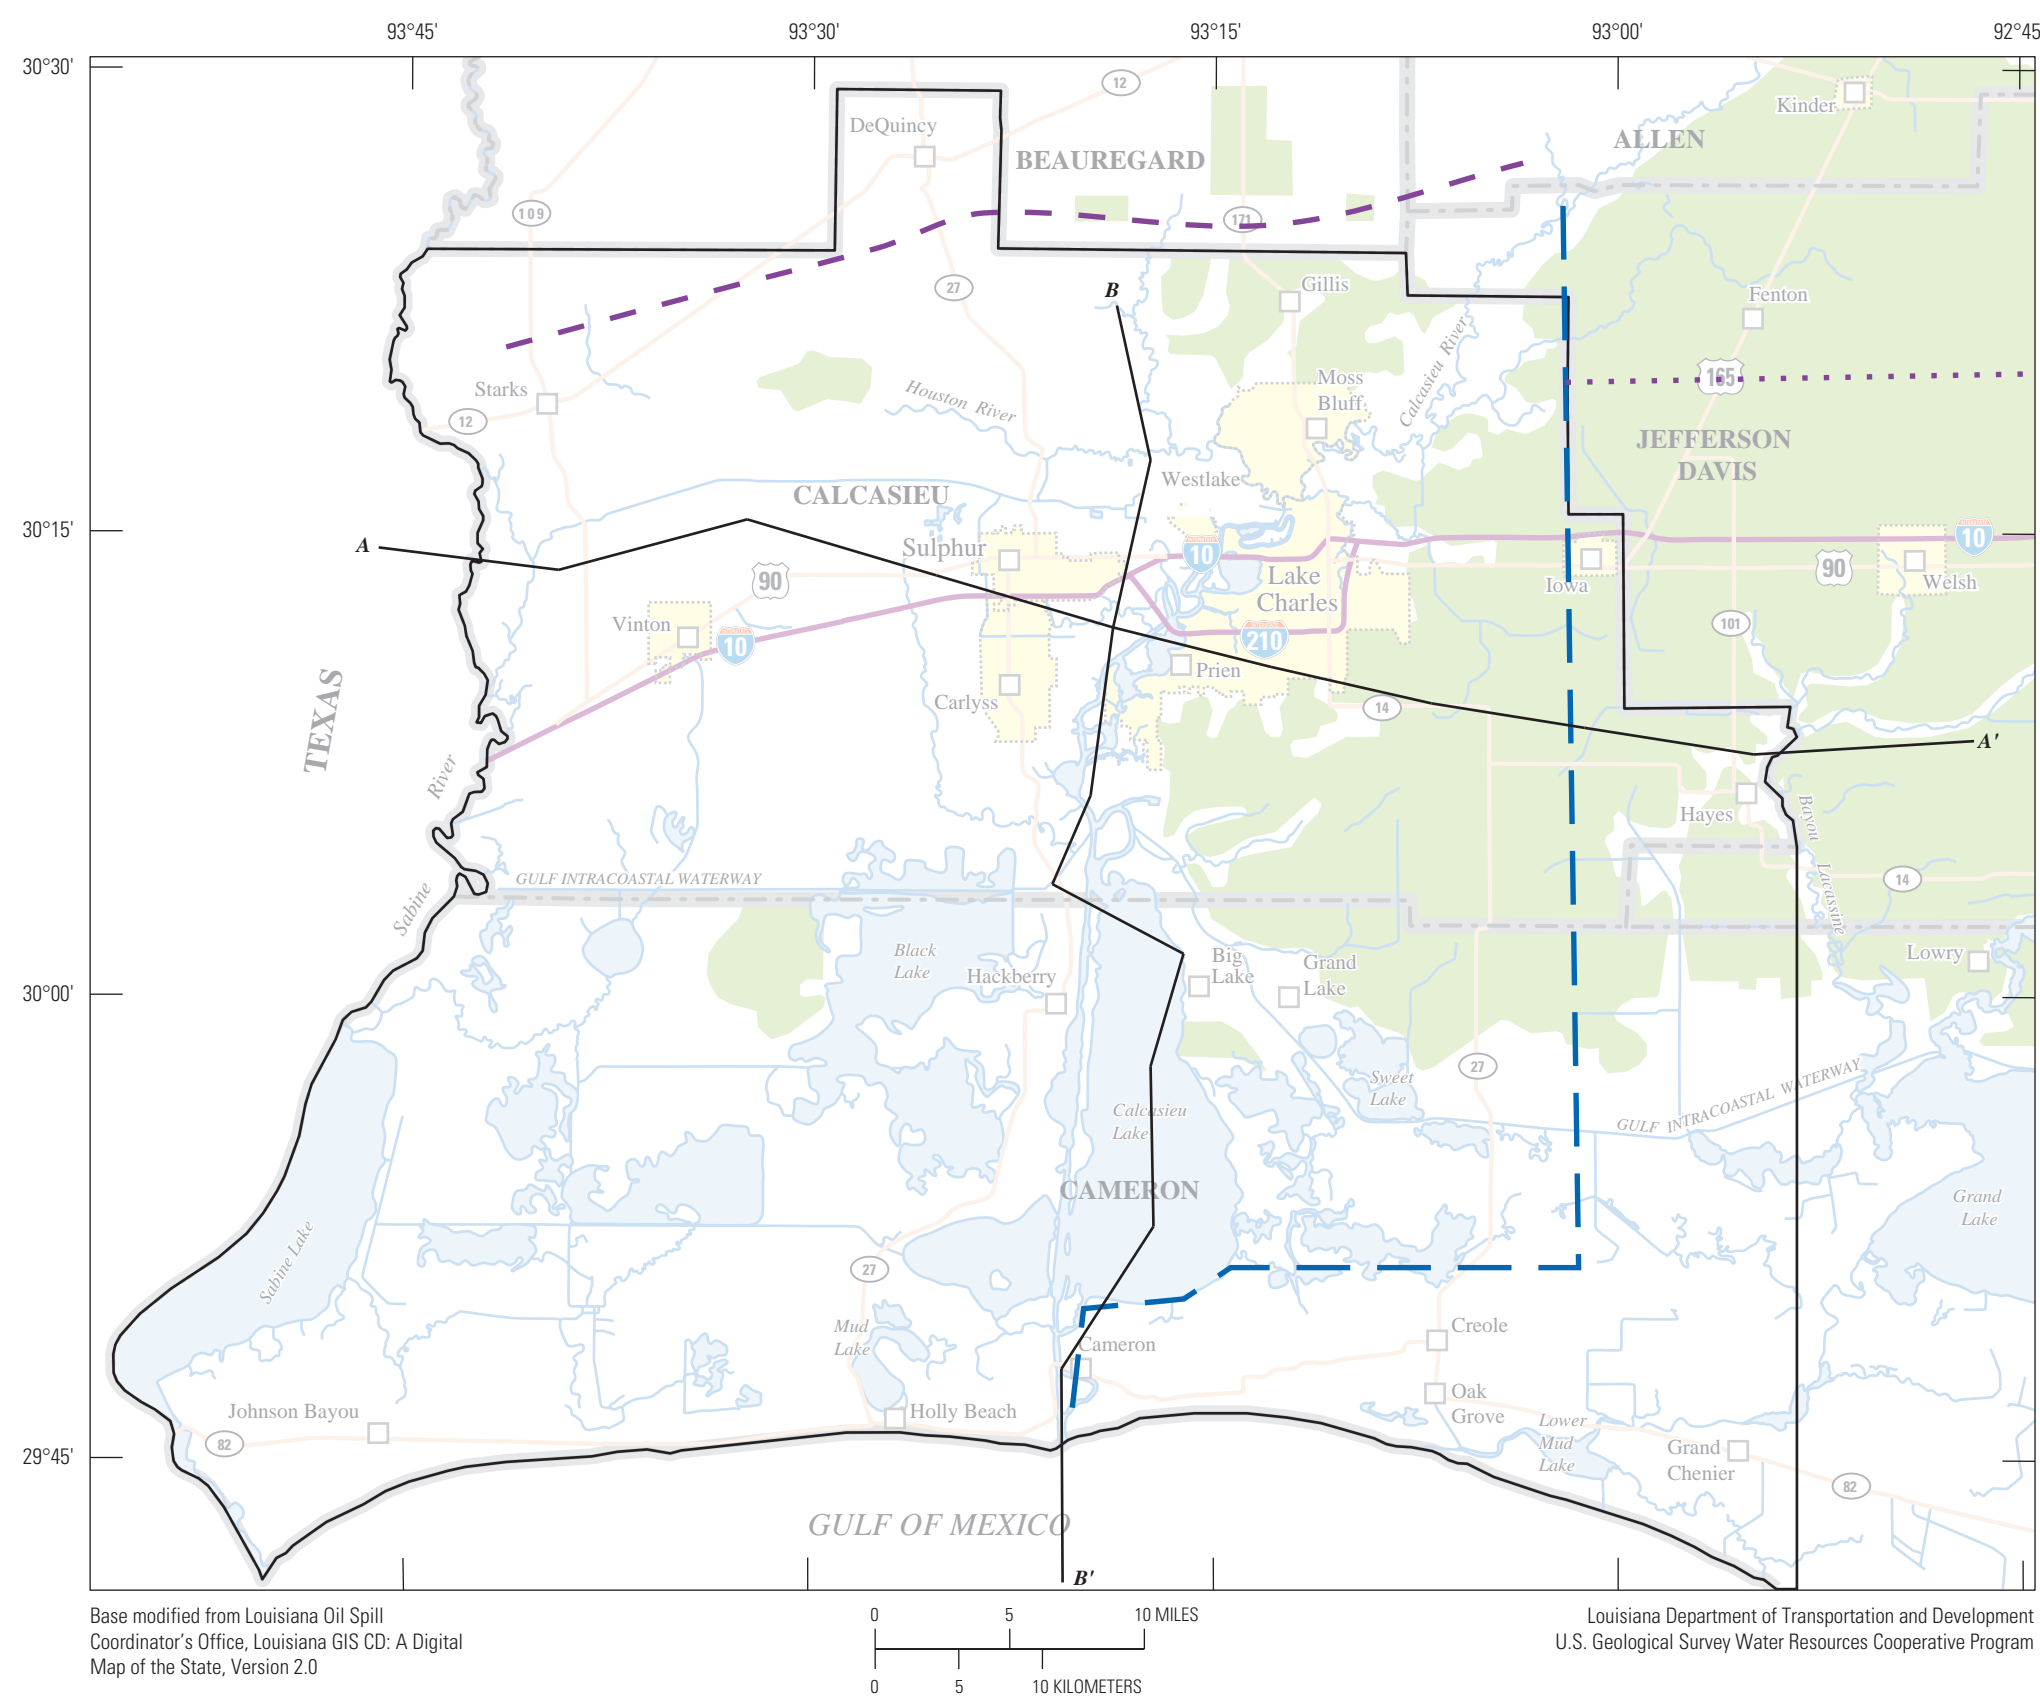 93°45'
93°30'
93°15'
93°00'
92°45
30°30'
30°15'
30°00'
29°45'
12
Kinder
DeQuincy
ALLEN
BEAUREGARD
109
171
27
B
Gillis
Fenton
Calcasieu River
Moss
Bluff
165
Starks
Houston River
12
JEFFERSON
DAVIS
Westlake
CALCASIEU
A
Sulphur
10
10
90
Lake
Charles
Iowa
90
Welsh
Vinton
10
210
101
Prien
Carlyss
14
TEXAS
A'
Sabine River
Hayes
Bayou Lacassine
GULF INTRACOASTAL WATERWAY
14
Black
Lake
Hackberry
Big
Lake
Grand
Lake
Lowry
27
Sweet
Lake
GULF INTRACOASTAL WATERWAY
Calcasieu
Lake
CAMERON
Grand
Lake
Sabine Lake
27
Mud
Lake
Cameron
Creole
Johnson Bayou
Holly Beach
Oak
Grove
82
Lower
Mud
Lake
Grand
Chenier
82
GULF OF MEXICO
B'
Base modified from Louisiana Oil Spill
Coordinator's Office, Louisiana GIS CD: A Digital
Map of the State, Version 2.0
0 5 10 MILES
0 5 10 KILOMETERS
Louisiana Department of Transportation and Development
U.S. Geological Survey Water Resources Cooperative Program